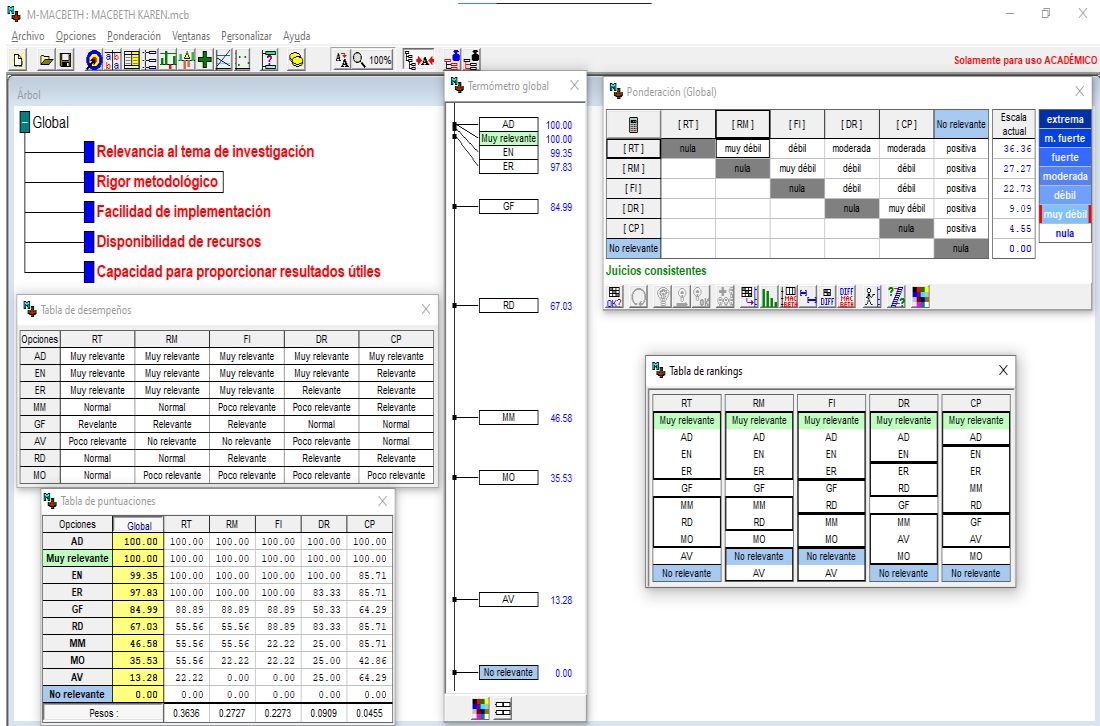 M-MACBETH : MACBETH KAREN.mcb
Archivo Opciones Ponderación Ventanas Personalizar Ayuda
100%
Solamente para uso ACADÉMICO
Árbol
Global
Relevancia al tema de investigación
Rigor metodológico
Facilidad de implementación
Disponibilidad de recursos
Capacidad para proporcionar resultados útiles
Tabla de desempeños
Opciones RT RM FI DR CP
AD Muy relevante Muy relevante Muy relevante Muy relevante Muy relevante
EN Muy relevante Muy relevante Muy relevante Muy relevante Relevante
ER Muy relevante Muy relevante Muy relevante Relevante Relevante
MM Normal Normal Poco relevante Poco relevante Relevante
GF Revelante Relevante Relevante Normal Normal
AV Poco relevante No relevante No relevante Poco relevante Normal
RD Normal Normal Relevante Relevante Relevante
MO Normal Poco relevante Poco relevante Poco relevante Poco relevante
Tabla de puntuaciones
Opciones Global RT RM FI DR CP
AD 100.00 100.00 100.00 100.00 100.00 100.00
Muy relevante 100.00 100.00 100.00 100.00 100.00 100.00
EN 99.35 100.00 100.00 100.00 100.00 85.71
ER 97.83 100.00 100.00 100.00 83.33 85.71
GF 84.99 88.89 88.89 88.89 58.33 64.29
RD 67.03 55.56 55.56 88.89 83.33 85.71
MM 46.58 55.56 55.56 22.22 25.00 85.71
MO 35.53 55.56 22.22 22.22 25.00 42.86
AV 13.28 22.22 0.00 0.00 25.00 64.29
No relevante 0.00 0.00 0.00 0.00 0.00 0.00
Pesos : 0.3636 0.2727 0.2273 0.0909 0.0455
Termómetro global
AD 100.00
Muy relevante 100.00
EN 99.35
ER 97.83
GF 84.99
RD 67.03
MM 46.58
MO 35.53
AV 13.28
No relevante 0.00
Ponderación (Global)
[ RT ] [ RM ] [ FI ] [ DR ] [ CP ] No relevante Escala actual
[ RT ] nula muy débil débil moderada moderada positiva 36.36
[ RM ] nula muy débil débil débil positiva 27.27
[ FI ] nula débil débil positiva 22.73
[ DR ] nula muy débil positiva 9.09
[ CP ] nula positiva 4.55
No relevante nula 0.00
extrema
m. fuerte
fuerte
moderada
débil
muy débil
nula
Juicios consistentes
Tabla de rankings
RT RM FI DR CP
Muy relevante Muy relevante Muy relevante Muy relevante Muy relevante
AD AD AD AD AD
EN EN EN EN EN
ER ER ER ER ER
GF GF GF RD MM
MM MM RD GF RD
RD RD MM MM GF
MO MO MO AV AV
AV No relevante No relevante MO MO
No relevante AV AV No relevante No relevante